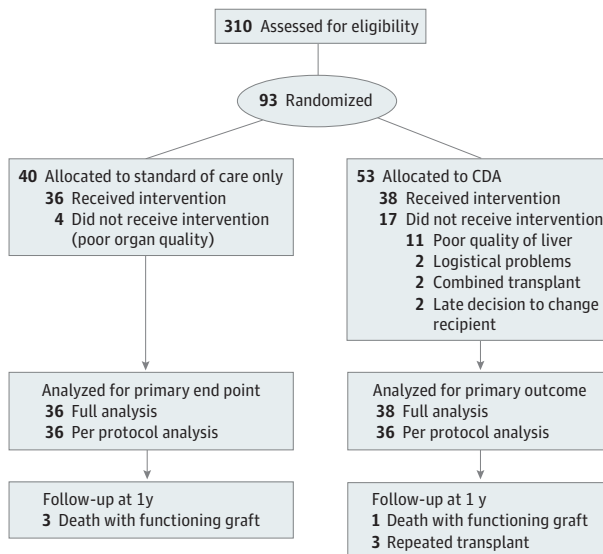 310 Assessed for eligibility
93 Randomized
40 Allocated to standard of care only
36 Received intervention
4 Did not receive intervention
(poor organ quality)
53 Allocated to CDA
38 Received intervention
17 Did not receive intervention
11 Poor quality of liver
2 Logistical problems
2 Combined transplant
2 Late decision to change
recipient
Analyzed for primary end point
36 Full analysis
36 Per protocol analysis
Analyzed for primary outcome
38 Full analysis
36 Per protocol analysis
Follow-up at 1y
3 Death with functioning graft
Follow-up at 1 y
1 Death with functioning graft
3 Repeated transplant